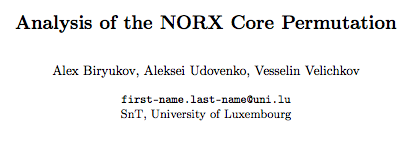 Analysis of the NORX Core Permutation
Alex Biryukov, Aleksei Udovenko, Vesselin Velichkov
first-name.last-name@uni.lu
SnT, University of Luxembourg